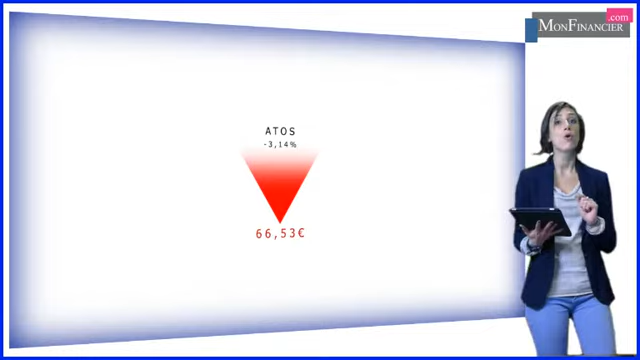 .com
MONFINANCIER
ATOS
-3,14%
66,53€